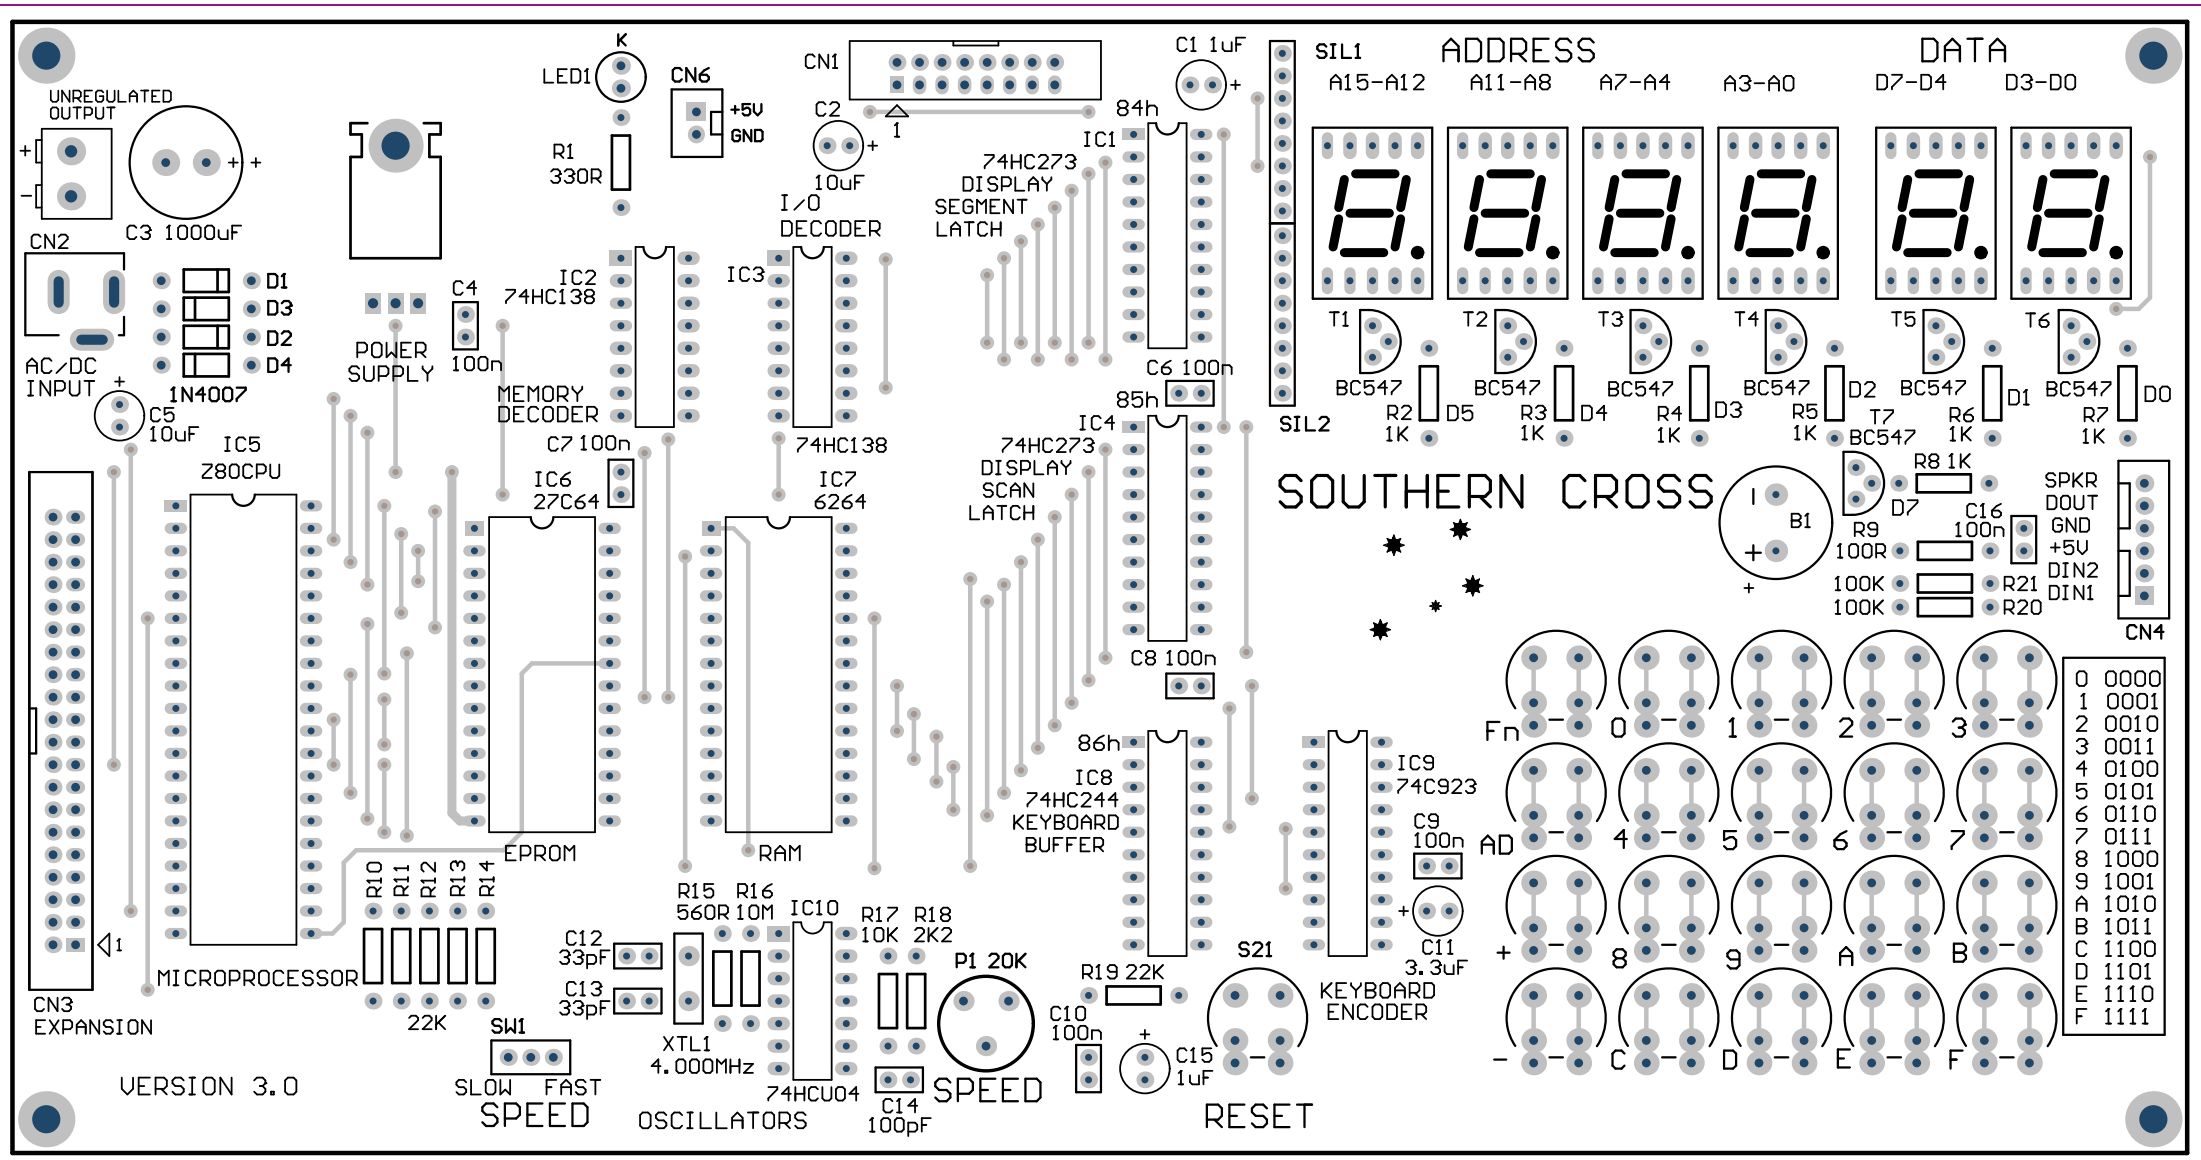 UNREGULATED
OUTPUT
+
-
+ +
C3 1000uF
CN2
AC/DC
INPUT
D1
D3
D2
D4
1N4007
+
C5
10uF
POWER
SUPPLY
C4
100n
K
LED1
R1
330R
CN6
+5V
GND
CN1
1
C2
+
10uF
I/O
DECODER
IC2
74HC138
MEMORY
DECODER
IC3
74HC138
C7 100n
C1 1uF
+
84h
IC1
74HC273
DISPLAY
SEGMENT
LATCH
C6 100n
85h
IC4
74HC273
DISPLAY
SCAN
LATCH
C8 100n
SIL1
SIL2
ADDRESS
DATA
A15-A12
A11-A8
A7-A4
A3-A0
D7-D4
D3-D0
8.
8.
8.
8.
8.
8.
T1
BC547
R2
1K
D5
T2
BC547
R3
1K
D4
T3
BC547
R4
1K
D3
T4
BC547
R5
1K
D2
T5
BC547
R6
1K
D1
T6
BC547
R7
1K
D0
T7
BC547
D7
R8 1K
SOUTHERN CROSS
-
B1
+
+
R9
100R
C16
100n
100K
R21
100K
R20
SPKR
DOUT
GND
+5V
DIN2
DIN1
CN4
IC5
Z80CPU
MICROPROCESSOR
1
CN3
EXPANSION
IC6
27C64
EPROM
IC7
6264
RAM
R10
R11
R12
R13
R14
22K
SW1
SLOW FAST
SPEED
VERSION 3.0
C12
33pF
C13
33pF
R15
560R
R16
10M
XTL1
4.000MHz
IC10
74HCU04
OSCILLATORS
R17
10K
R18
2K2
C14
100pF
P1 20K
SPEED
86h
IC8
74HC244
KEYBOARD
BUFFER
IC9
74C923
C9
100n
+
C11
3.3uF
KEYBOARD
ENCODER
R19 22K
C10
100n
+
C15
1uF
S21
RESET
Fn 0 1 2 3
AD 4 5 6 7
+ 8 9 A B
- C D E F
0 0000
1 0001
2 0010
3 0011
4 0100
5 0101
6 0110
7 0111
8 1000
9 1001
A 1010
B 1011
C 1100
D 1101
E 1110
F 1111